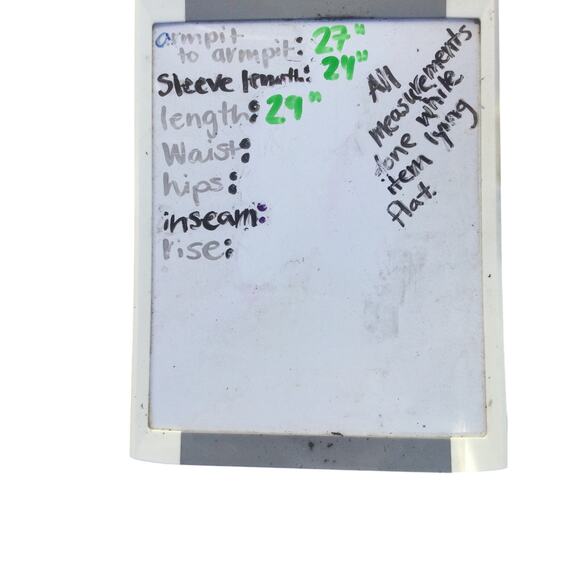 armpit
to armpit: 27"
Sleeve length: 24"
length: 29"
Waist:
hips:
inseam:
rise:
All
measurements
done while
item lying
flat.